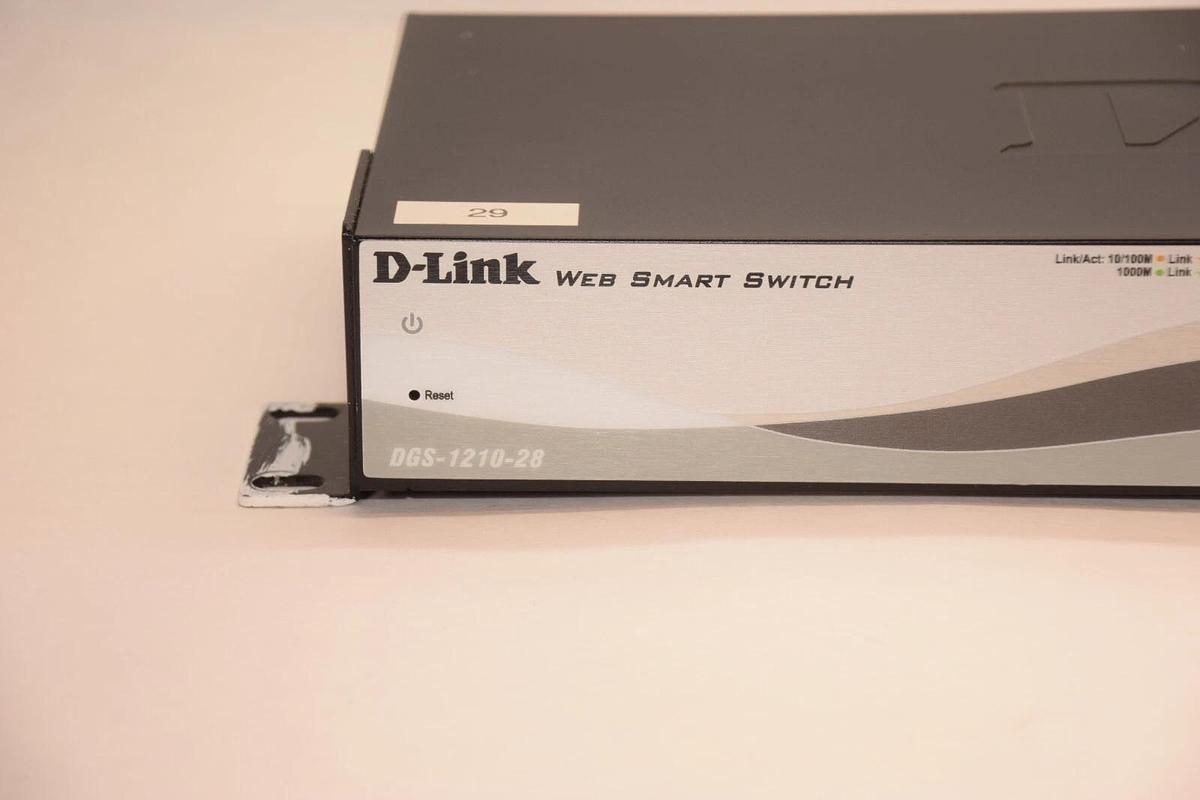 29
D-Link Web Smart Switch
Link/Act: 10/100M Link
1000M Link
Reset
DGS-1210-28